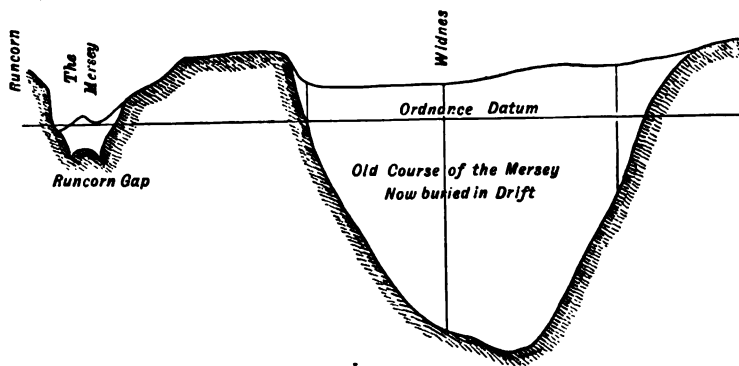 Runcorn
The
Mersey
Widnes
Ordnance Datum
Old Course of the Mersey
Now buried in Drift
Runcorn Gap